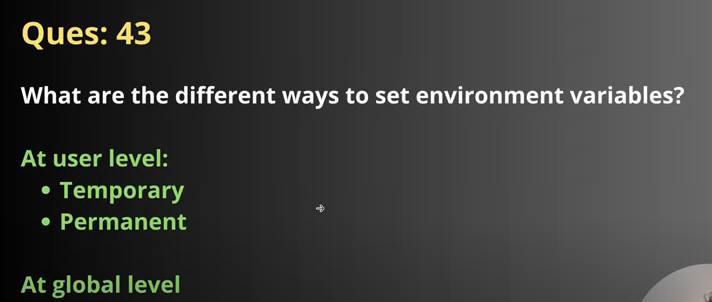 Ques: 43
What are the different ways to set environment variables?
At user level:
• Temporary
• Permanent
At global level